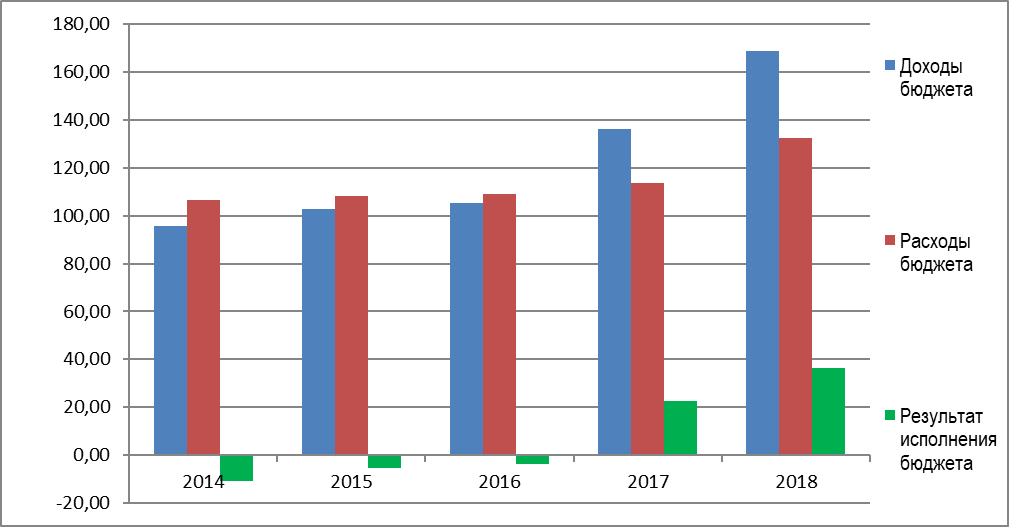 180,00
160,00
140,00
120,00
100,00
80,00
60,00
40,00
20,00
0,00
-20,00
2014 2015 2016 2017 2018
Доходы
бюджета
Расходы
бюджета
Результат
исполнения
бюджета